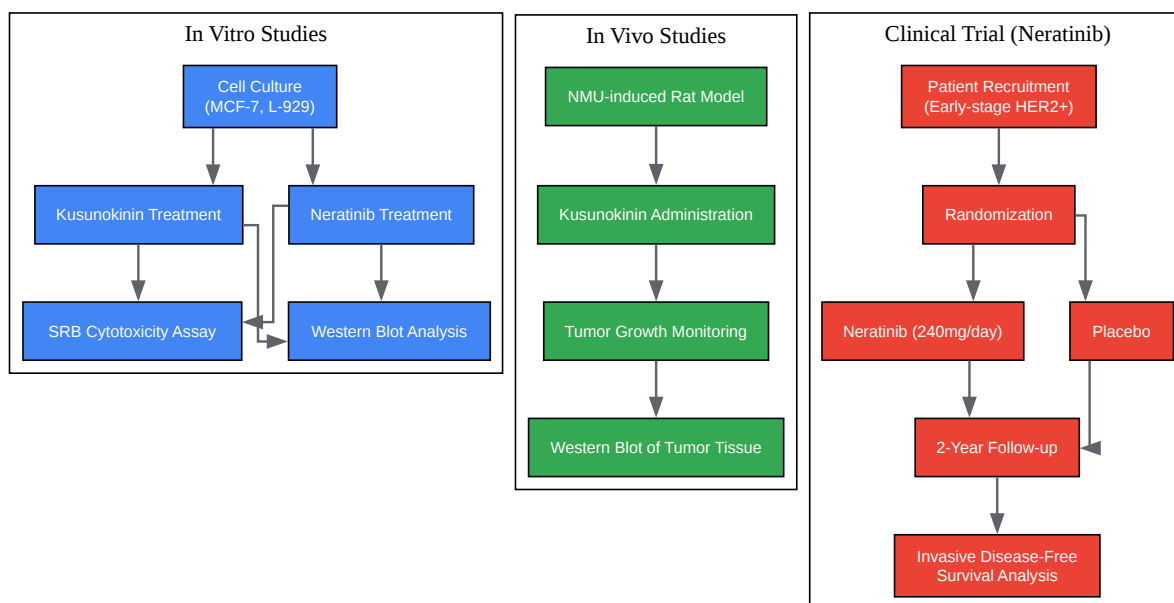 In Vitro Studies
Cell Culture
(MCF-7, L-929)
Kusunokinin Treatment
Neratinib Treatment
SRB Cytotoxicity Assay
Western Blot Analysis
In Vivo Studies
NMU-induced Rat Model
Kusunokinin Administration
Tumor Growth Monitoring
Western Blot of Tumor Tissue
Clinical Trial (Neratinib)
Patient Recruitment
(Early-stage HER2+)
Randomization
Neratinib (240mg/day)
Placebo
2-Year Follow-up
Invasive Disease-Free
Survival Analysis